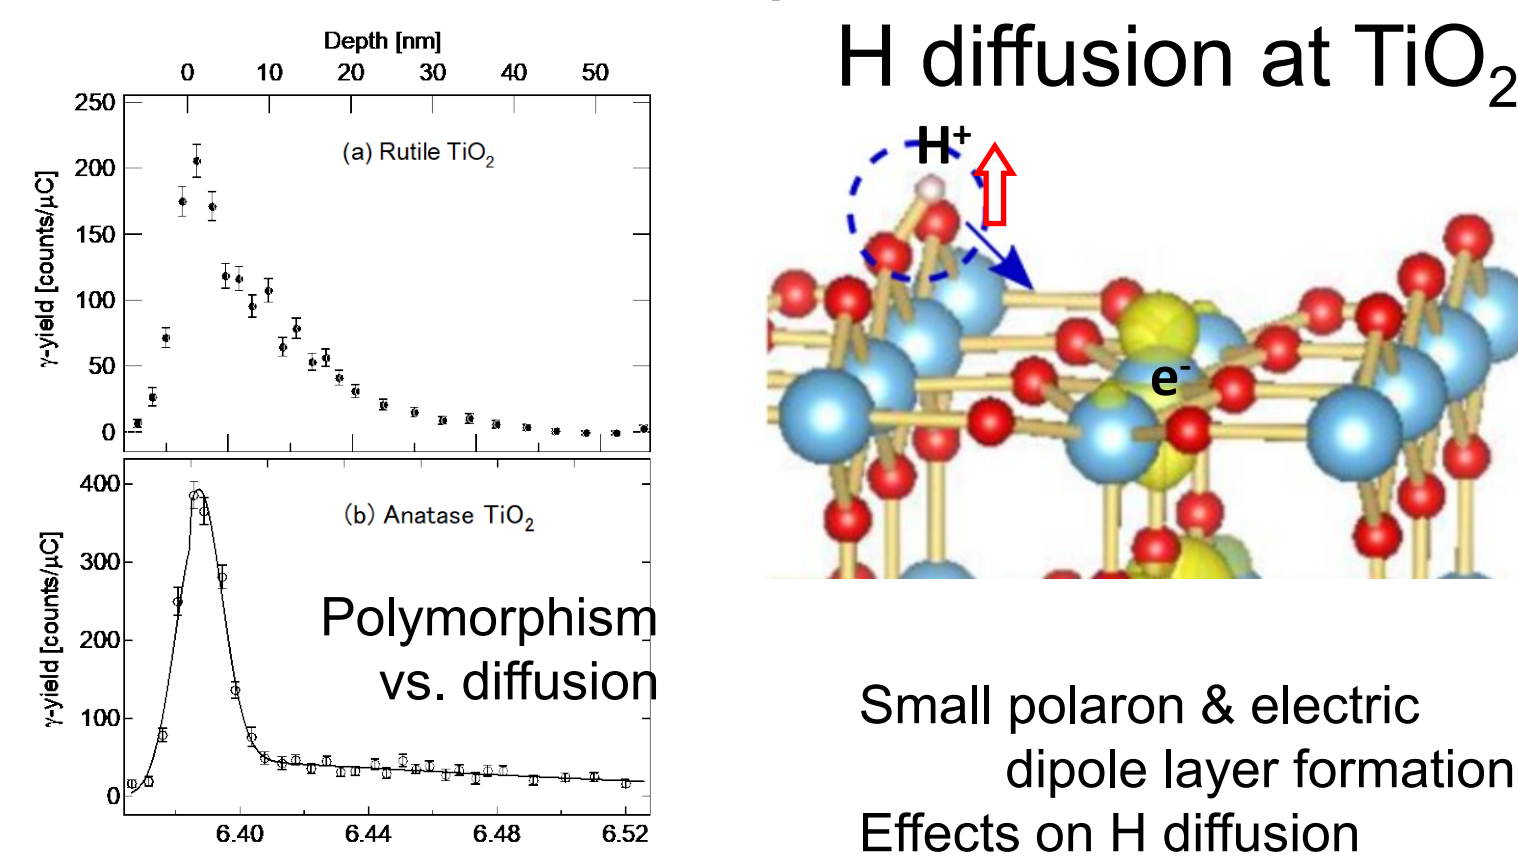 H diffusion at TiO₂
Depth [nm]
0 10 20 30 40 50
250
200
150
100
50
0
γ-yield [counts/μC]
(a) Rutile TiO₂
400
300
200
100
0
γ-yield [counts/μC]
(b) Anatase TiO₂
Polymorphism
vs. diffusion
6.40 6.44 6.48 6.52
H⁺
e⁻
Small polaron & electric
dipole layer formation
Effects on H diffusion